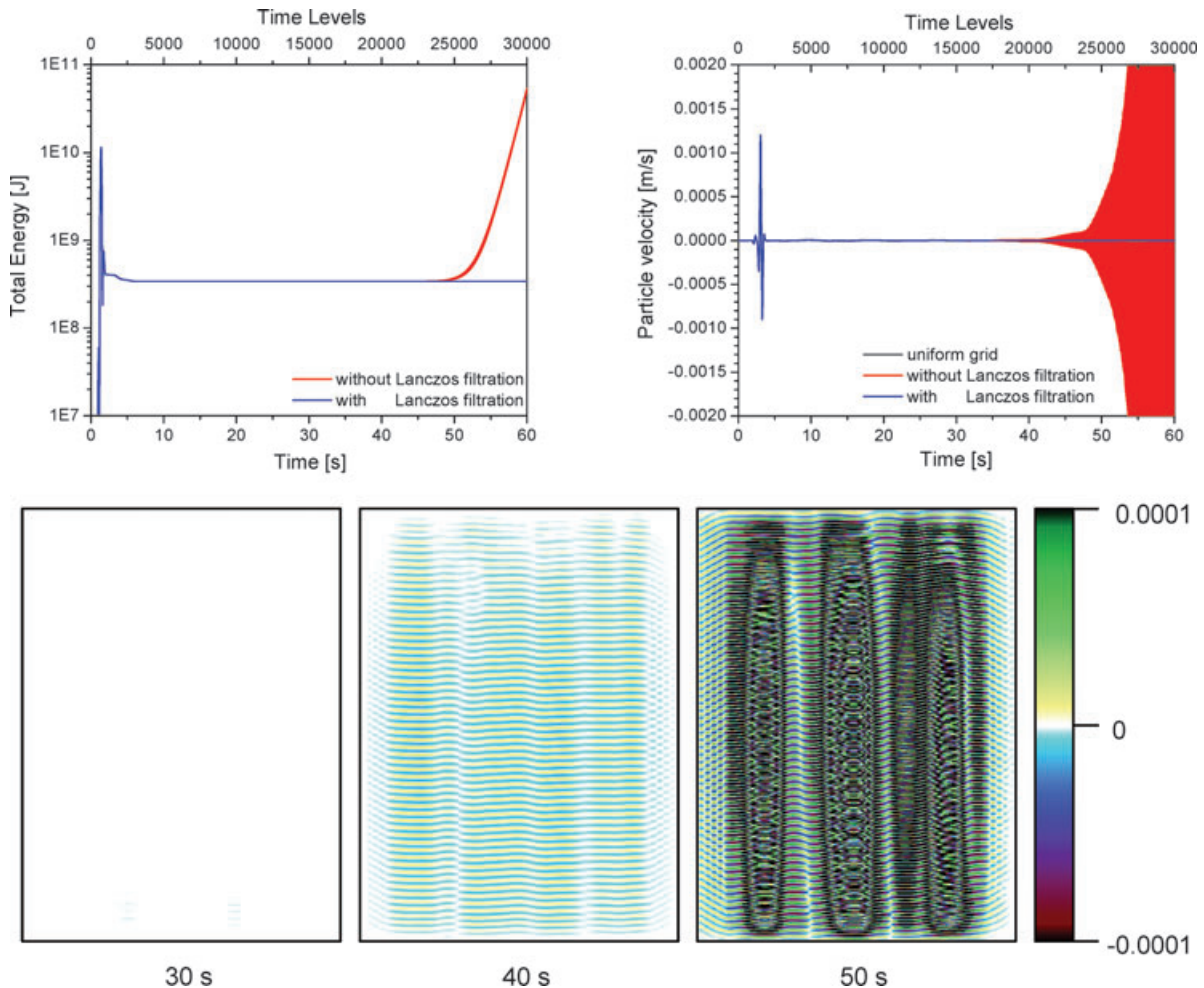 Time Levels
0 5000 10000 15000 20000 25000 30000
1E11
1E10
1E9
1E8
1E7
Total Energy [J]
without Lanczos filtration
with Lanczos filtration
0 10 20 30 40 50 60
Time [s]
Time Levels
0 5000 10000 15000 20000 25000 30000
0.0020
0.0015
0.0010
0.0005
0.0000
-0.0005
-0.0010
-0.0015
-0.0020
Particle velocity [m/s]
uniform grid
without Lanczos filtration
with Lanczos filtration
0 10 20 30 40 50 60
Time [s]
0.0001
0
-0.0001
30 s
40 s
50 s